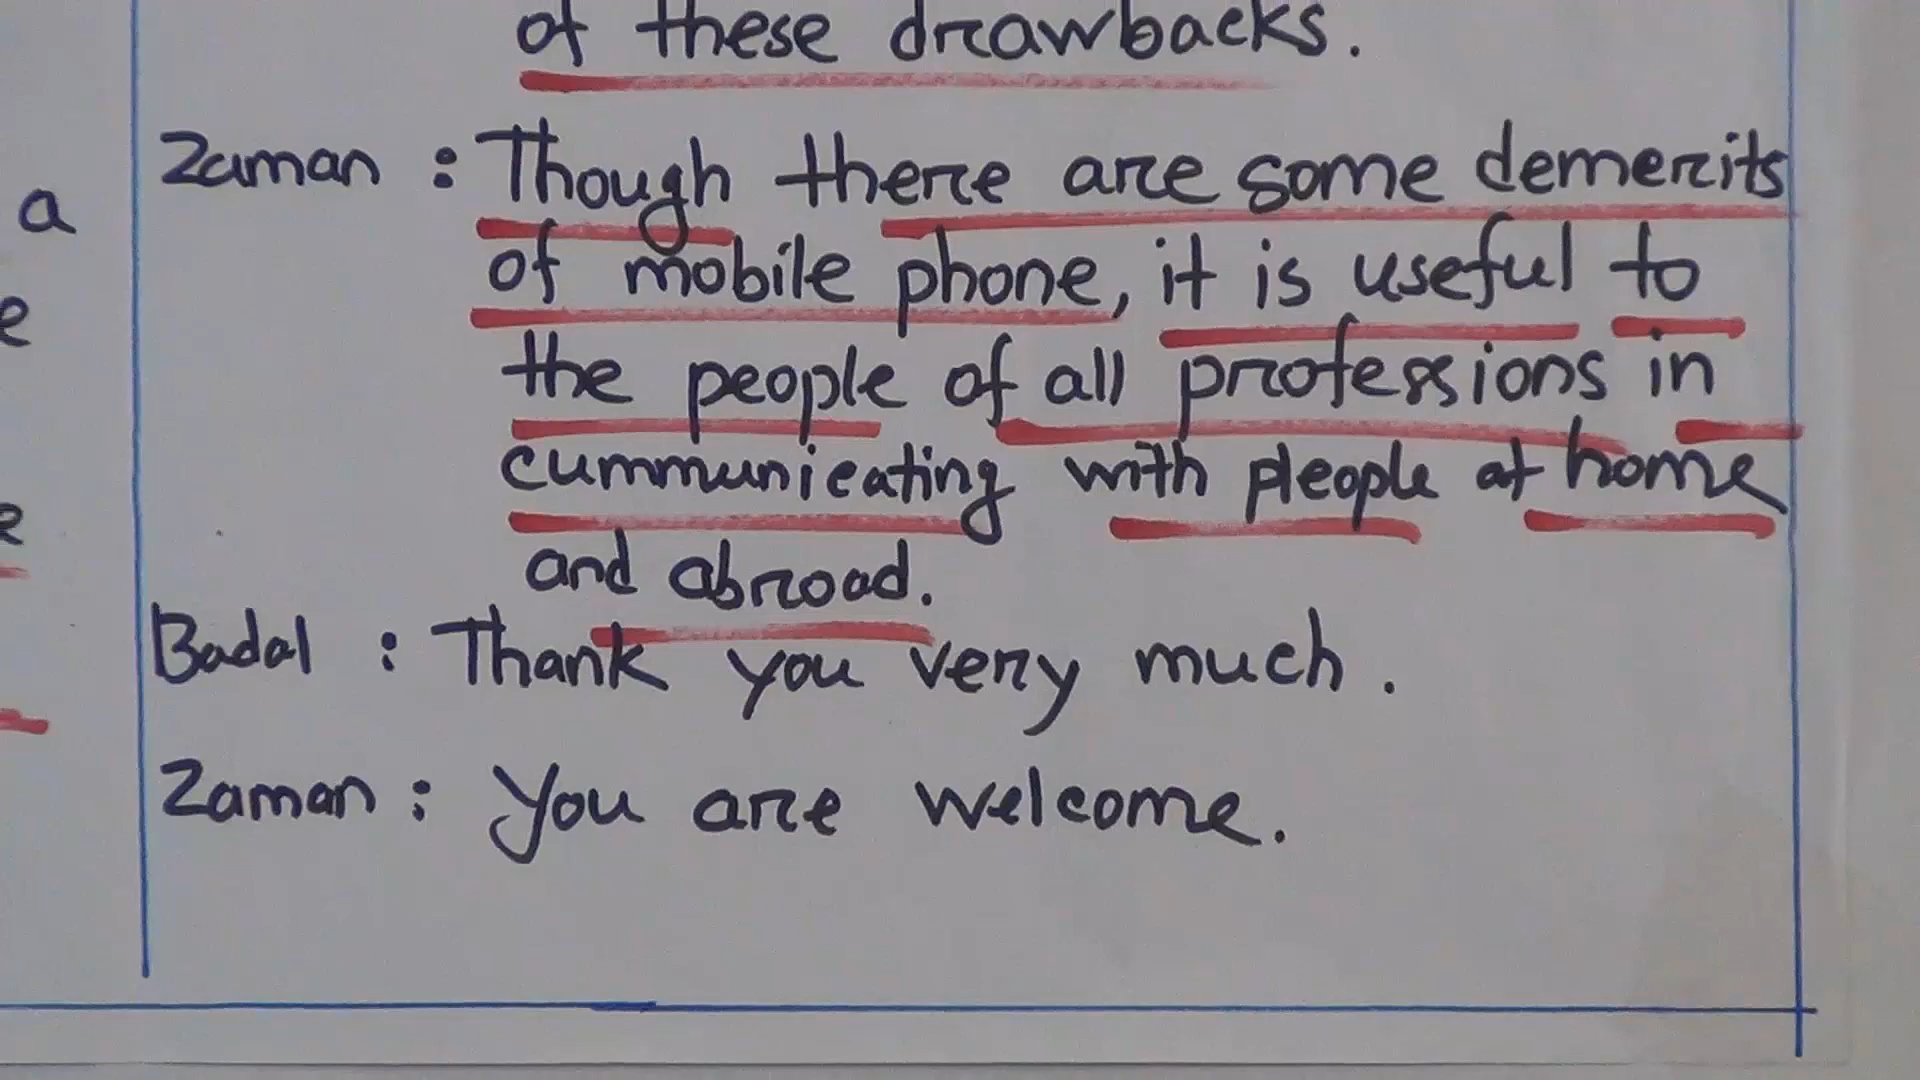 of these drawbacks.
Zaman : Though there are some demerits
of mobile phone, it is useful to
the people of all professions in
cummunicating with pleople at home
and abroad.
Badal : Thank you very much.
Zaman : You are welcome.
a
e
e